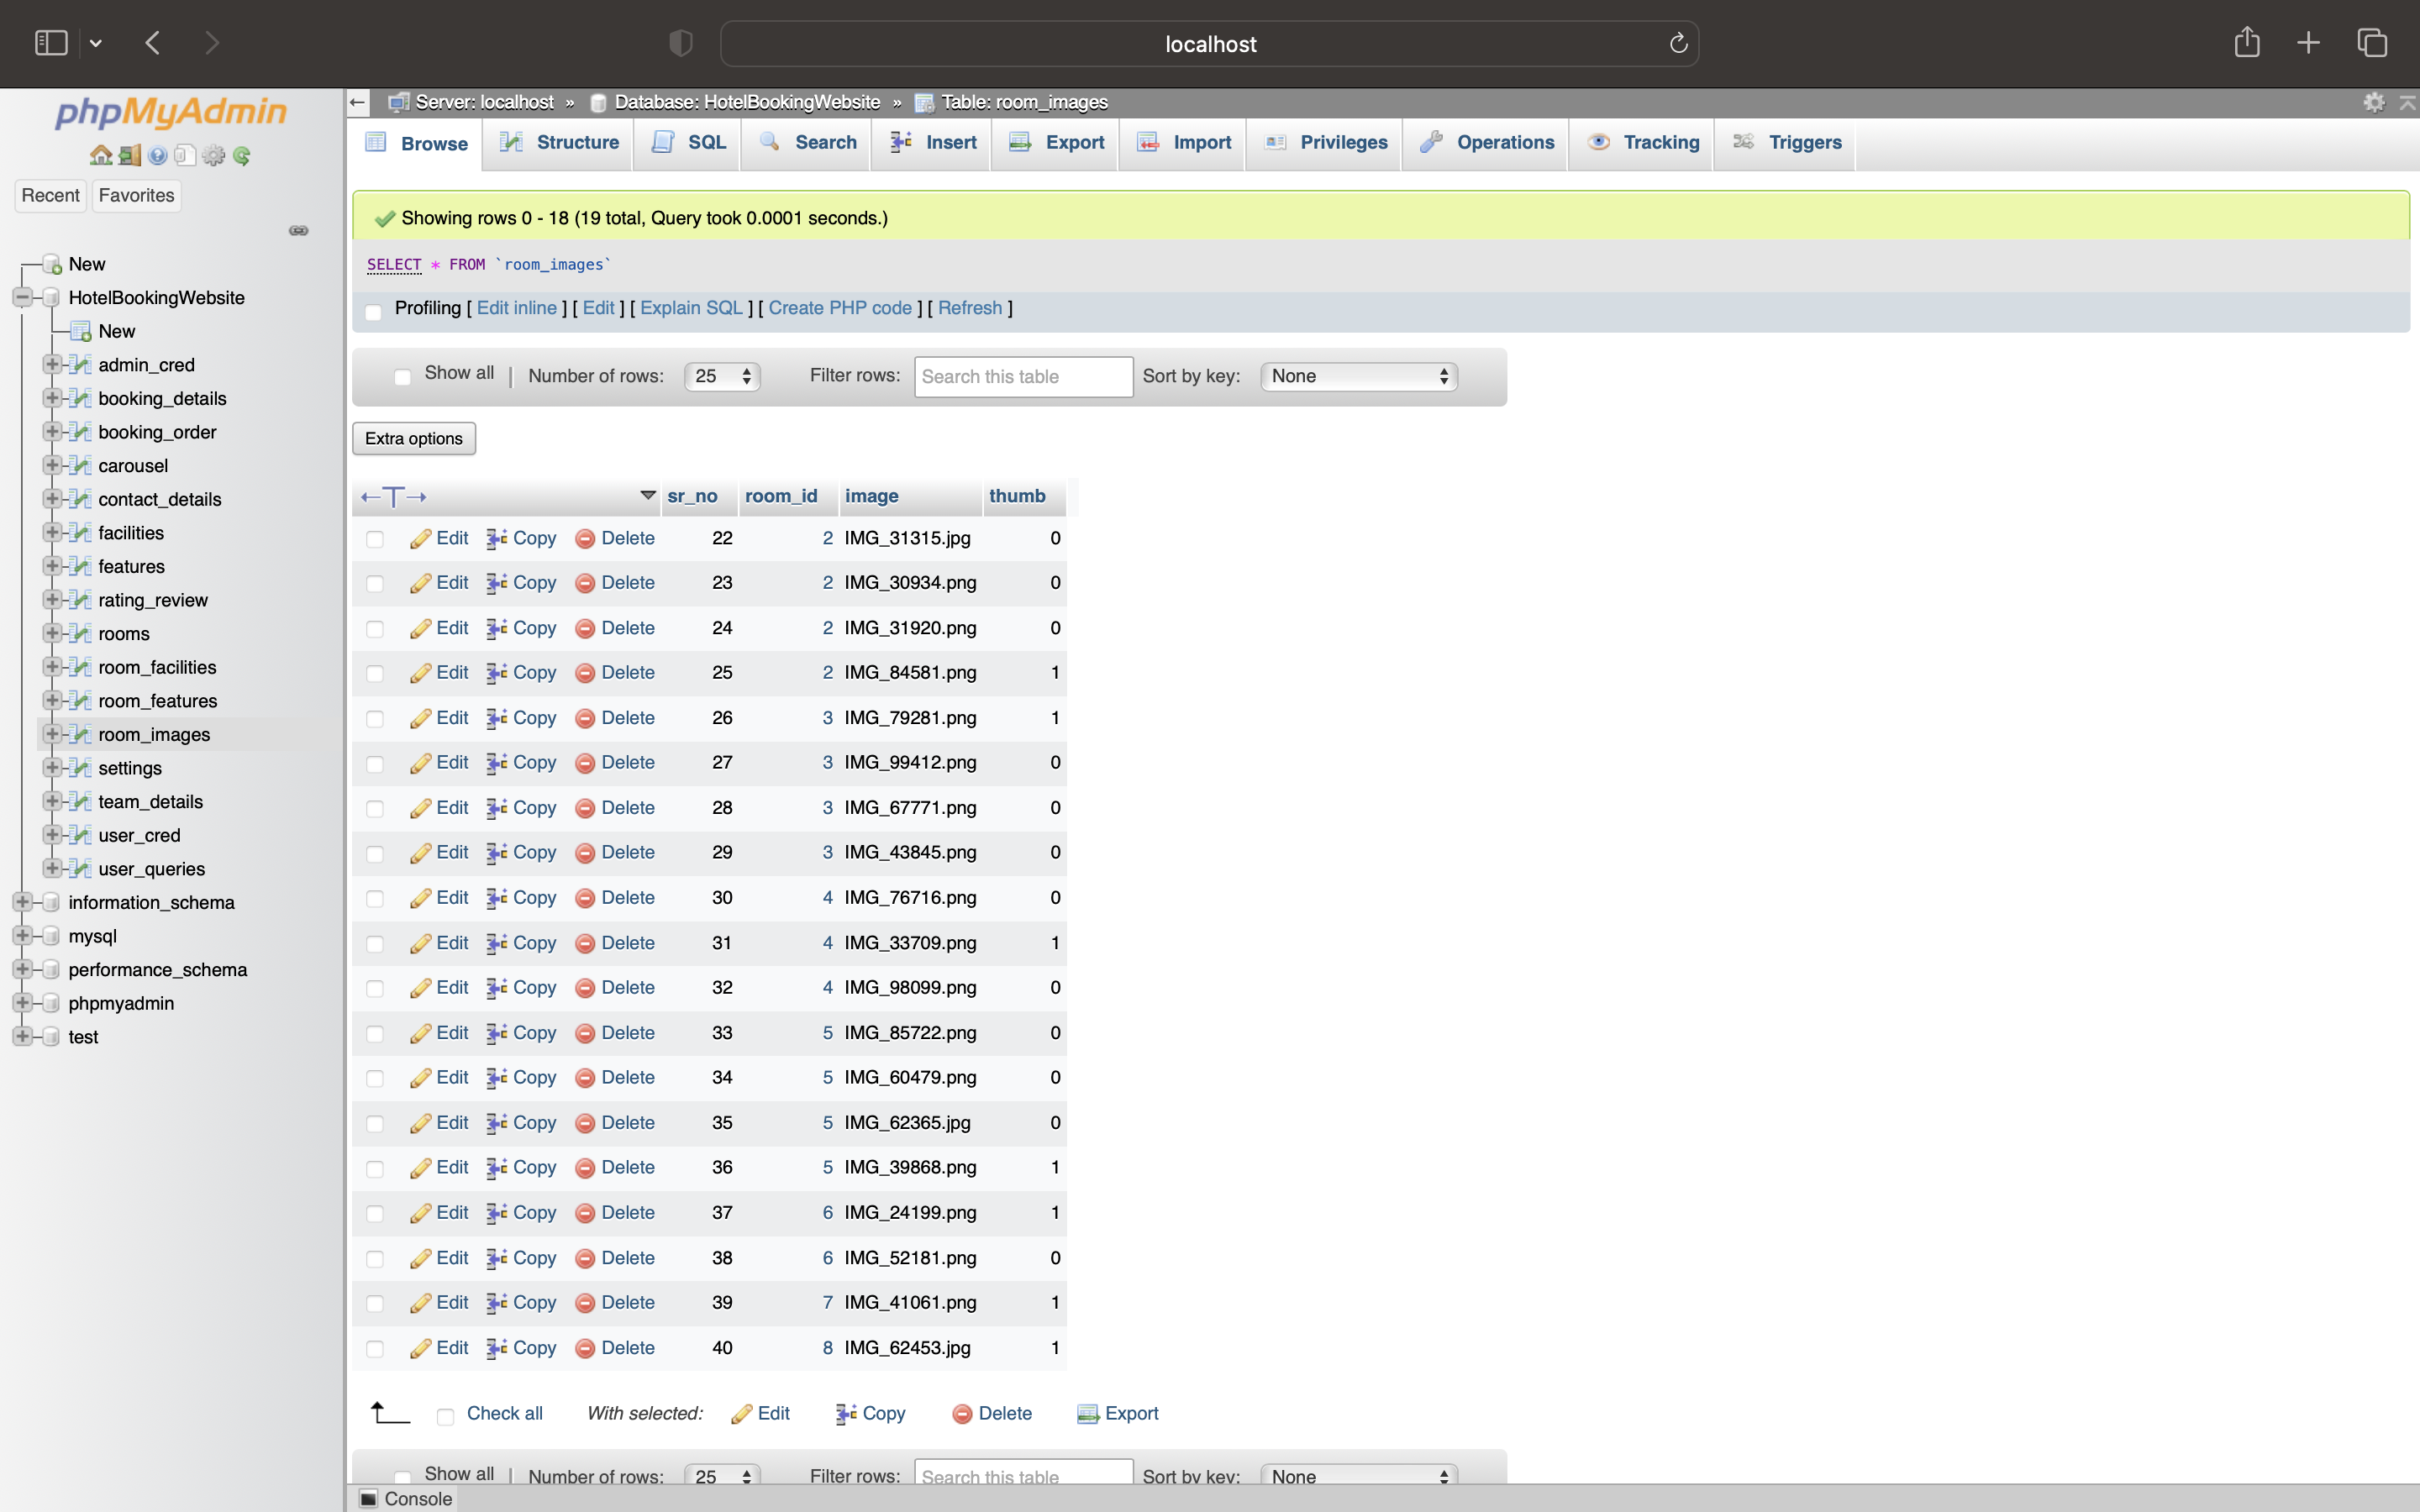 localhost
phpMyAdmin
Recent Favorites
New
HotelBookingWebsite
New
admin_cred
booking_details
booking_order
carousel
contact_details
facilities
features
rating_review
rooms
room_facilities
room_features
room_images
settings
team_details
user_cred
user_queries
information_schema
mysql
performance_schema
phpmyadmin
test
Server: localhost » Database: HotelBookingWebsite » Table: room_images
Browse Structure SQL Search Insert Export Import Privileges Operations Tracking Triggers
Showing rows 0 - 18 (19 total, Query took 0.0001 seconds.)
SELECT * FROM `room_images`
Profiling [ Edit inline ] [ Edit ] [ Explain SQL ] [ Create PHP code ] [ Refresh ]
Show all | Number of rows: 25 Filter rows: Search this table Sort by key: None
Extra options
←T→ sr_no room_id image thumb
Edit Copy Delete 22 2 IMG_31315.jpg 0
Edit Copy Delete 23 2 IMG_30934.png 0
Edit Copy Delete 24 2 IMG_31920.png 0
Edit Copy Delete 25 2 IMG_84581.png 1
Edit Copy Delete 26 3 IMG_79281.png 1
Edit Copy Delete 27 3 IMG_99412.png 0
Edit Copy Delete 28 3 IMG_67771.png 0
Edit Copy Delete 29 3 IMG_43845.png 0
Edit Copy Delete 30 4 IMG_76716.png 0
Edit Copy Delete 31 4 IMG_33709.png 1
Edit Copy Delete 32 4 IMG_98099.png 0
Edit Copy Delete 33 5 IMG_85722.png 0
Edit Copy Delete 34 5 IMG_60479.png 0
Edit Copy Delete 35 5 IMG_62365.jpg 0
Edit Copy Delete 36 5 IMG_39868.png 1
Edit Copy Delete 37 6 IMG_24199.png 1
Edit Copy Delete 38 6 IMG_52181.png 0
Edit Copy Delete 39 7 IMG_41061.png 1
Edit Copy Delete 40 8 IMG_62453.jpg 1
Check all With selected: Edit Copy Delete Export
Show all | Number of rows: 25 Filter rows: Search this table Sort by key: None
Console